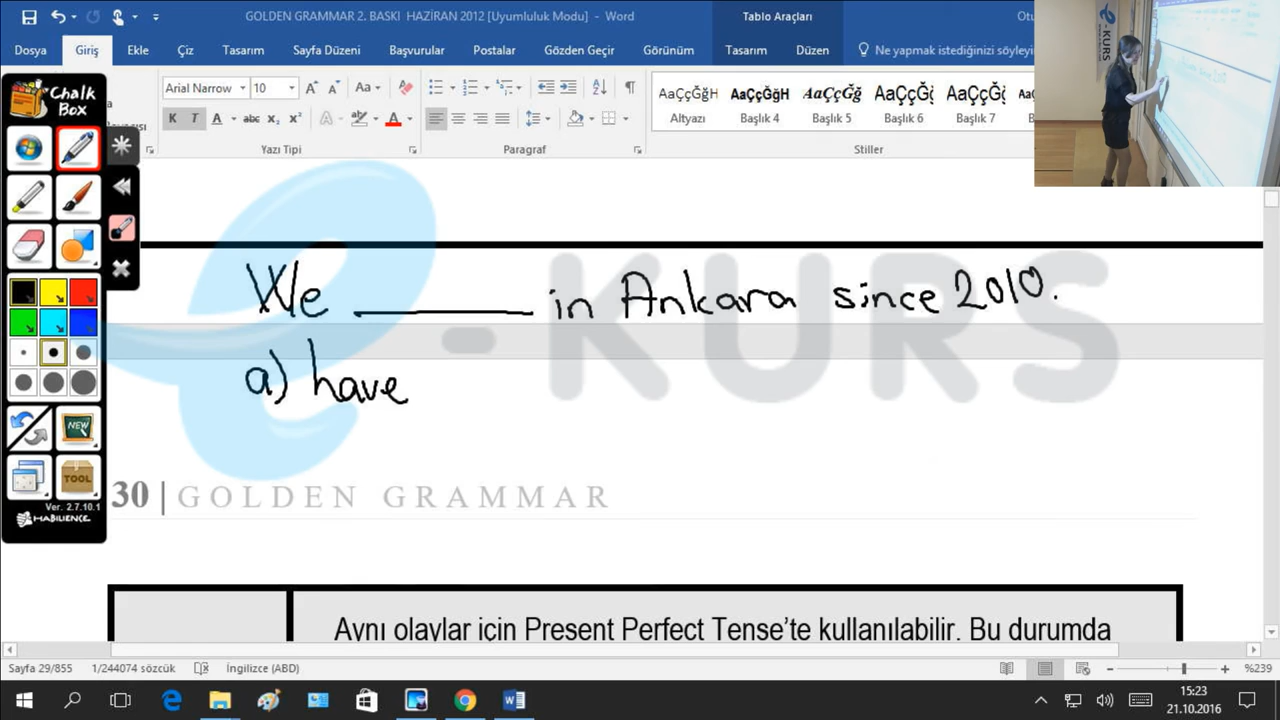 GOLDEN GRAMMAR 2. BASKI HAZİRAN 2012 [Uyumluluk Modu] - Word
Tablo Araçları
Dosya Giriş Ekle Çiz Tasarım Sayfa Düzeni Başvurular Postalar Gözden Geçir Görünüm Tasarım Düzen Ne yapmak istediğinizi söyleyin
Chalk
Box
Arial Narrow 10
AaÇçĞğH AaÇçĞğH AaÇçĞğ AaÇçĞč AaÇçĞč
Altyazı Başlık 4 Başlık 5 Başlık 6 Başlık 7
Yazı Tipi Paragraf Stiller
e-KURS
We ________ in Ankara since 2010.
a) have
NEW
TOOL
Ver. 2.7.10.1
HABILIENCE
30 | GOLDEN GRAMMAR
Aynı olaylar için Present Perfect Tense'te kullanılabilir. Bu durumda
Sayfa 29/855 1/244074 sözcük İngilizce (ABD) %239
15:23
21.10.2016